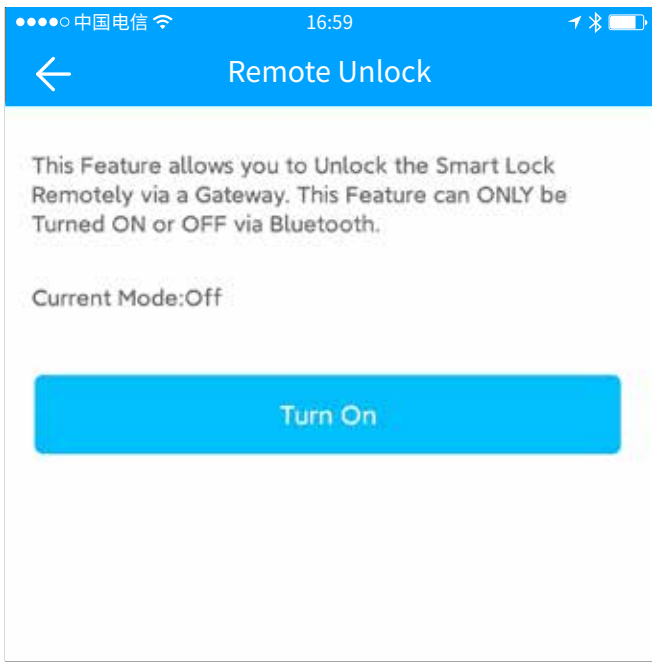 中国电信 16:59
Remote Unlock
This Feature allows you to Unlock the Smart Lock
Remotely via a Gateway. This Feature can ONLY be
Turned ON or OFF via Bluetooth.
Current Mode:Off
Turn On